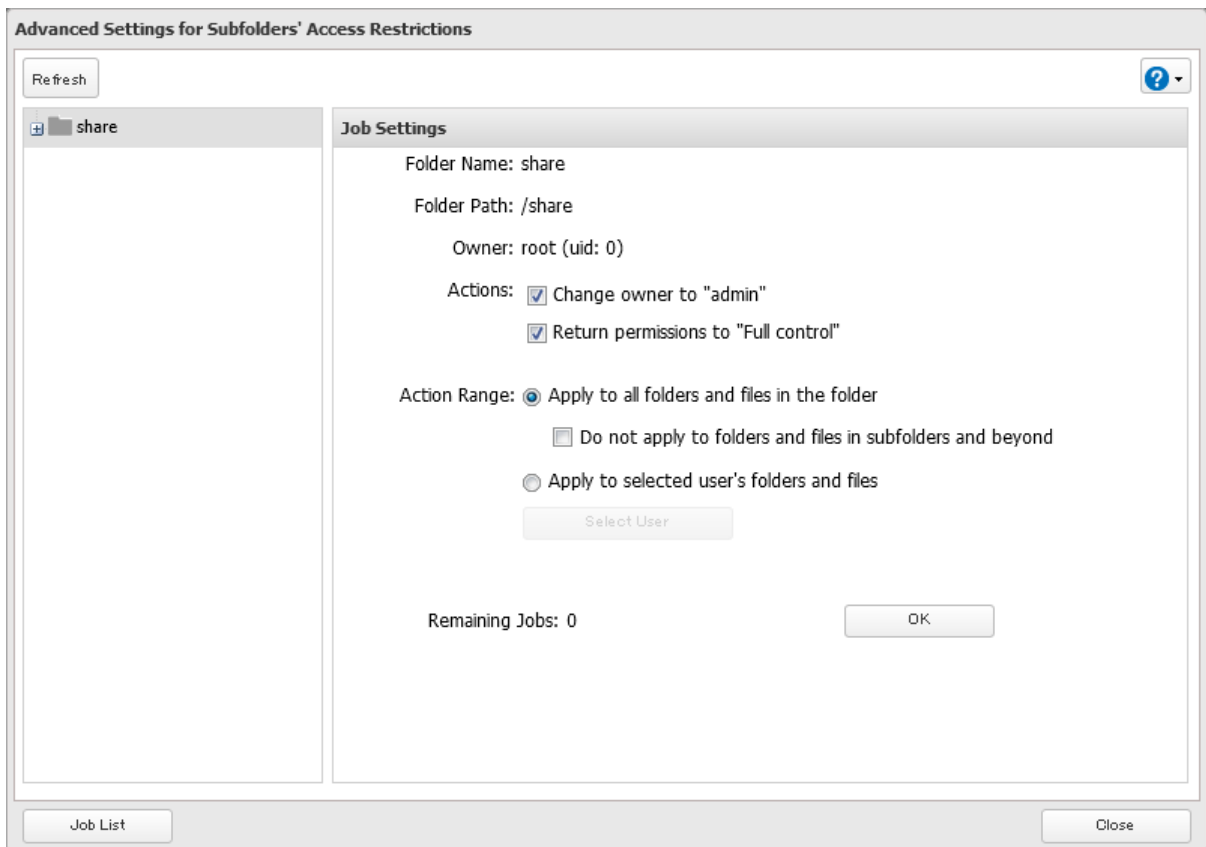 Advanced Settings for Subfolders' Access Restrictions
Refresh
?
share
Job Settings
Folder Name: share
Folder Path: /share
Owner: root (uid: 0)
Actions: Change owner to "admin"
Return permissions to "Full control"
Action Range: Apply to all folders and files in the folder
Do not apply to folders and files in subfolders and beyond
Apply to selected user's folders and files
Select User
Remaining Jobs: 0
OK
Job List
Close